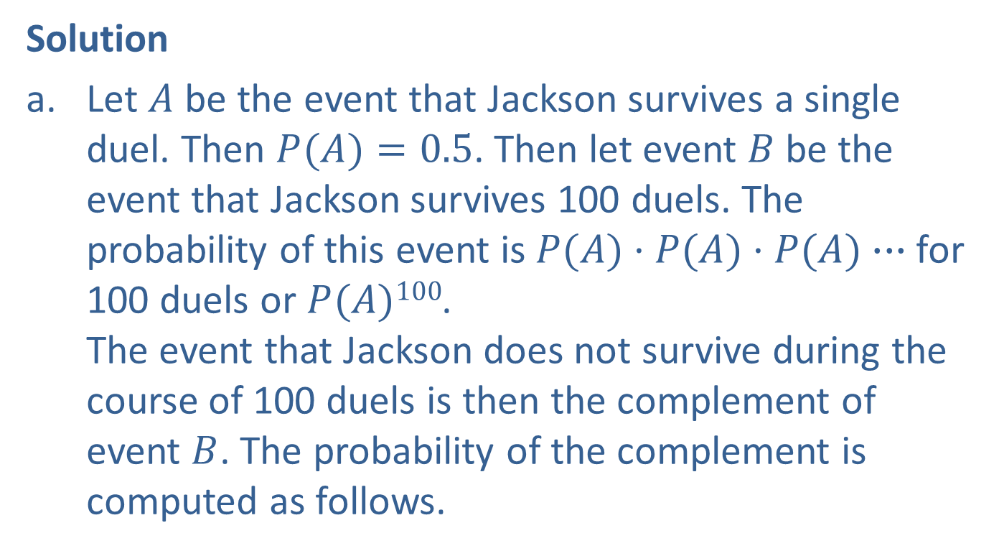 Solution
a. Let A be the event that Jackson survives a single
duel. Then P(A) = 0.5. Then let event B be the
event that Jackson survives 100 duels. The
probability of this event is P(A) · P(A) · P(A) ⋯ for
100 duels or P(A)¹⁰⁰.
The event that Jackson does not survive during the
course of 100 duels is then the complement of
event B. The probability of the complement is
computed as follows.